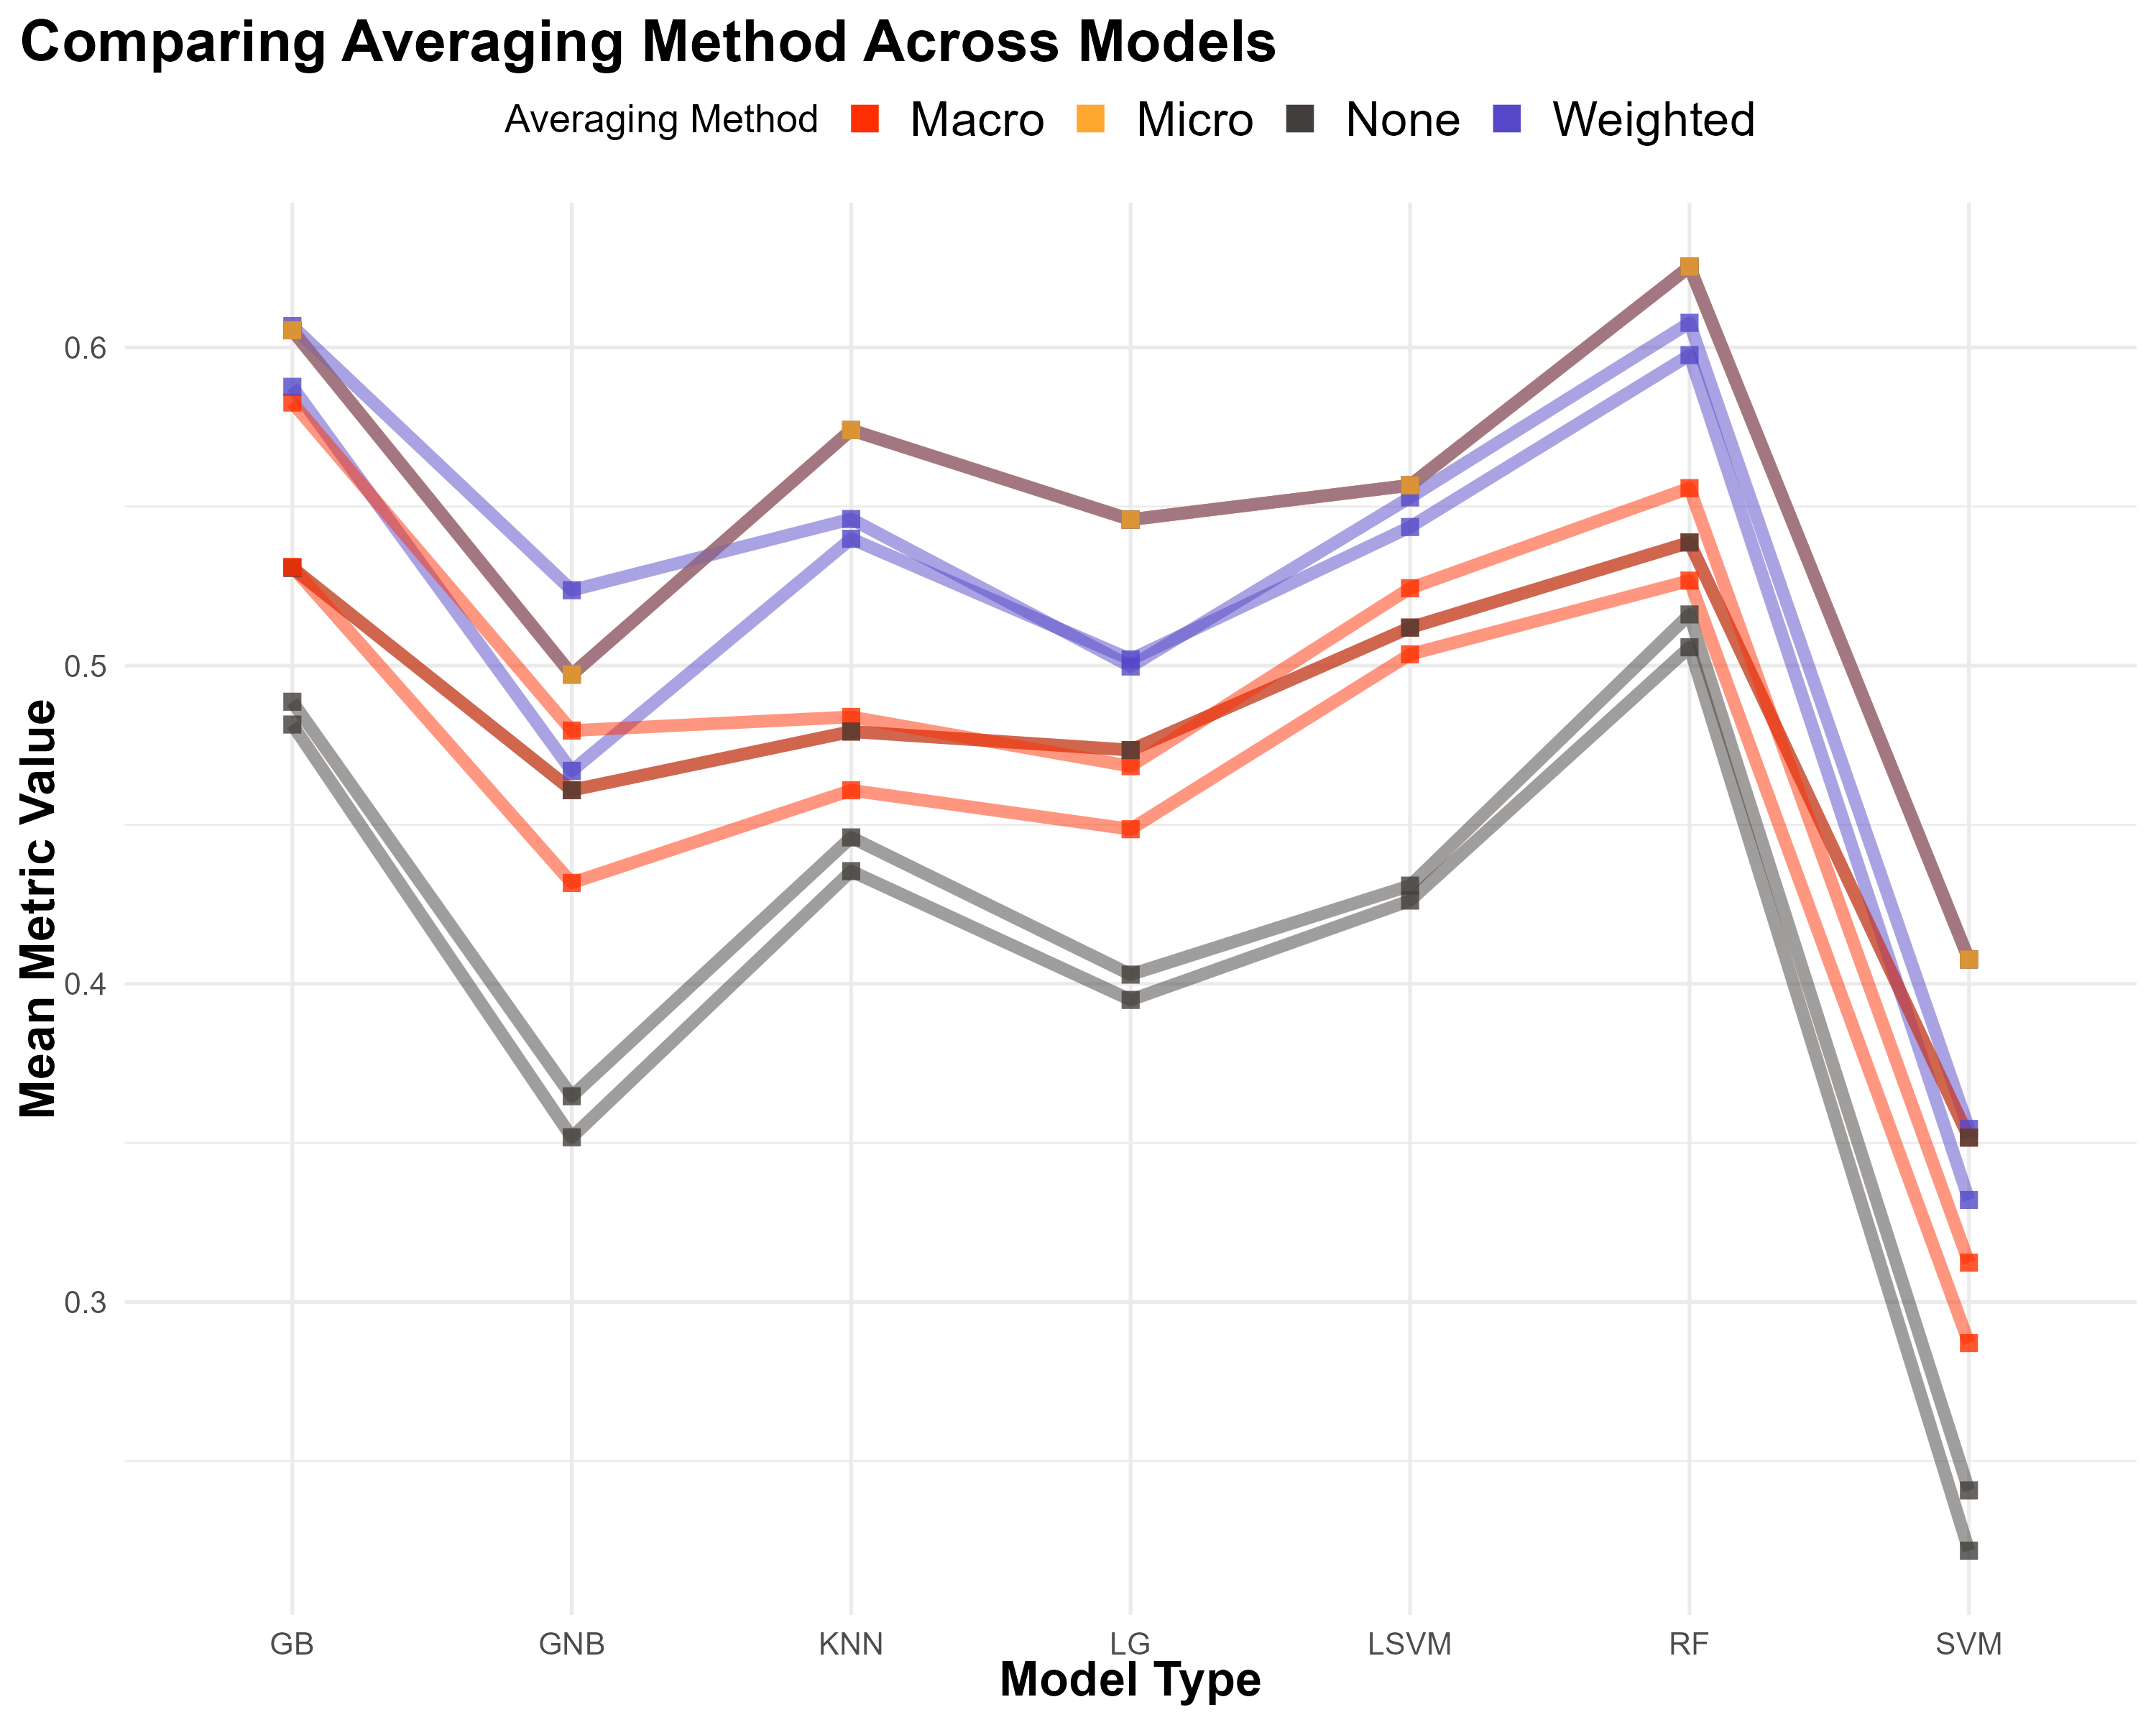 Comparing Averaging Method Across Models
Averaging Method Macro Micro None Weighted
Mean Metric Value
0.6
0.5
0.4
0.3
GB GNB KNN LG LSVM RF SVM
Model Type